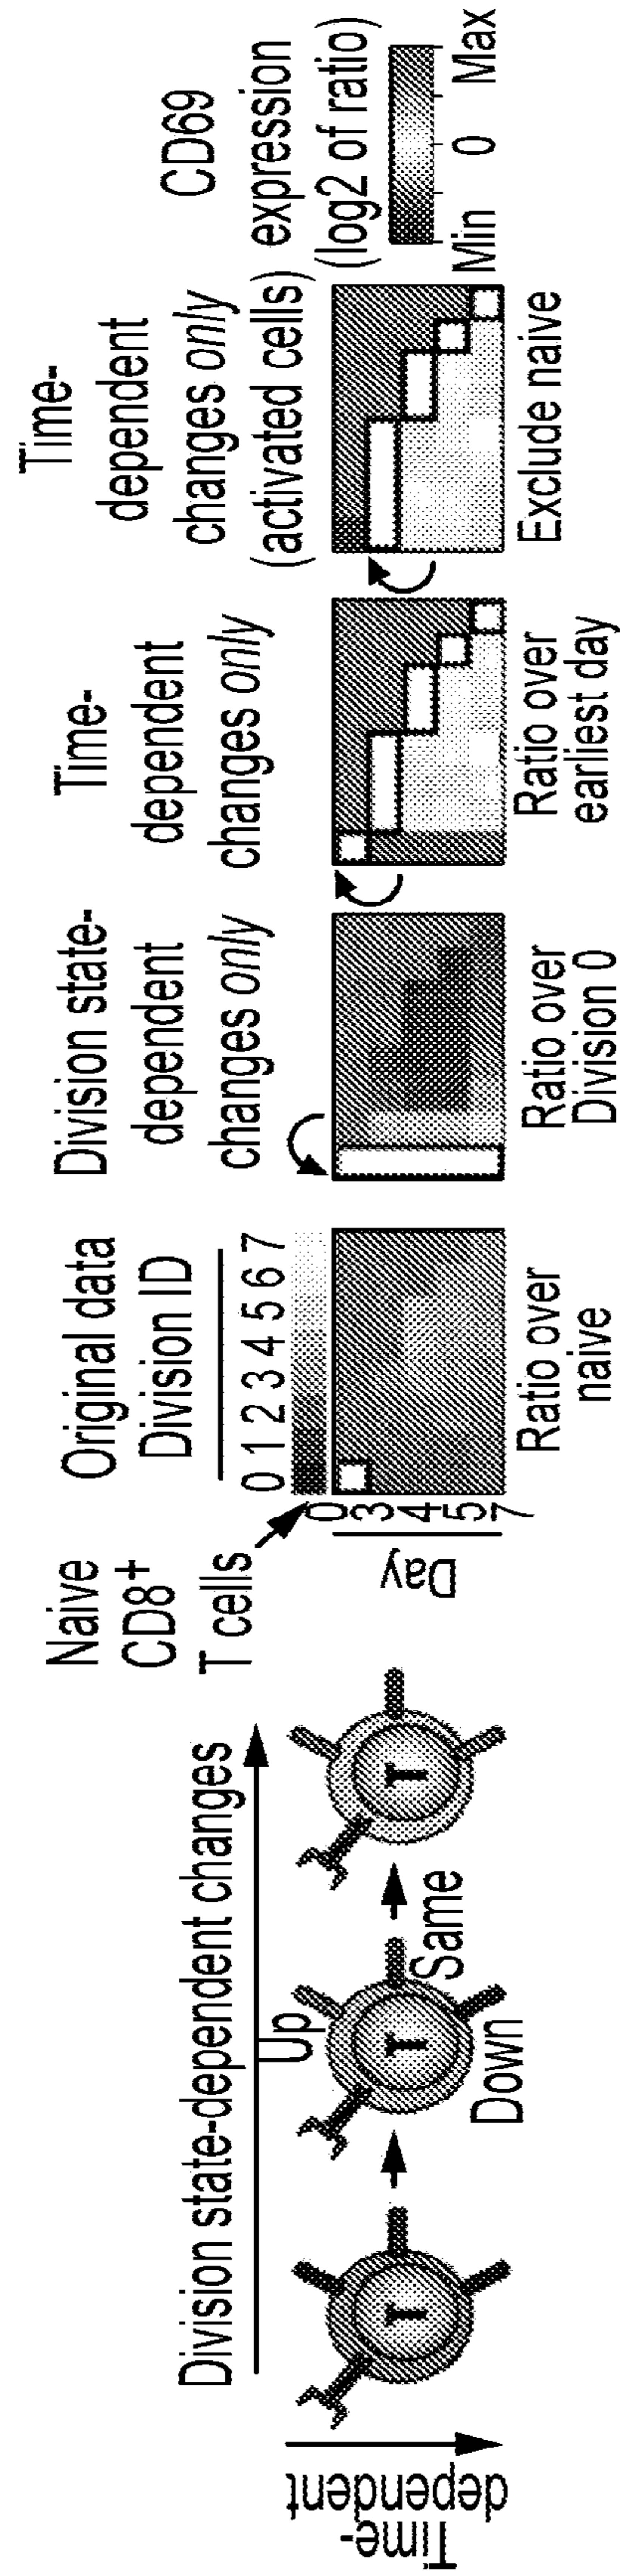 Time-
dependent
Division state-dependent changes
Up
Same
Down
T
T
T
Naive
CD8+
T cells
Day
0
3
4
5
7
Original data
Division ID
0 1 2 3 4 5 6 7
Ratio over
naive
Division state-
dependent
changes only
Ratio over
Division 0
Time-
dependent
changes only
Ratio over
earliest day
Time-
dependent
changes only
(activated cells)
Exclude naive
CD69
expression
(log2 of ratio)
Min 0 Max